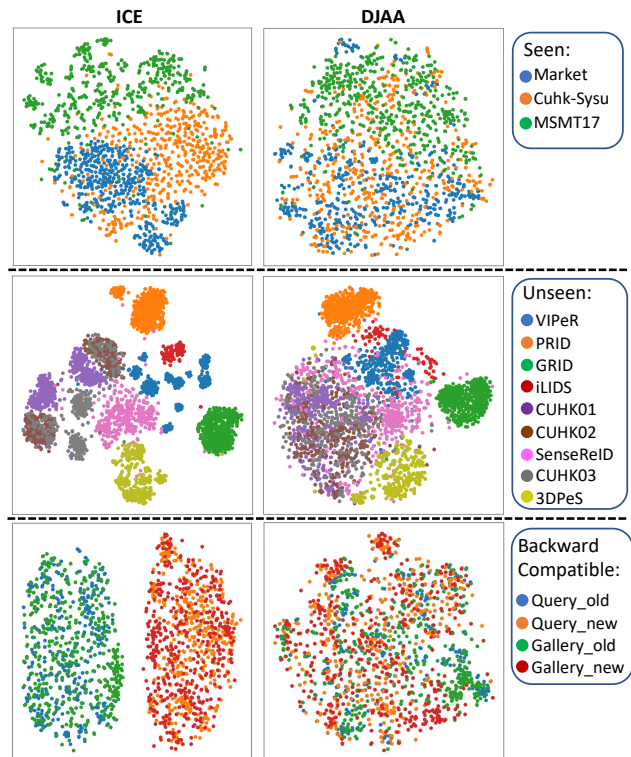 ICE
DJAA
Seen:
Market
Cuhk-Sysu
MSMT17
Unseen:
VIPeR
PRID
GRID
iLIDS
CUHK01
CUHK02
SenseReID
CUHK03
3DPeS
Backward
Compatible:
Query_old
Query_new
Gallery_old
Gallery_new